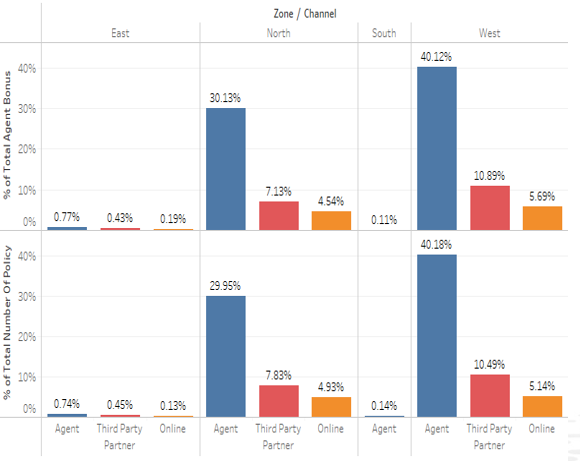 Zone / Channel
East North South West
% of Total Agent Bonus
40%
30%
20%
10%
0%
0.77% 0.43% 0.19% 30.13% 7.13% 4.54% 0.11% 40.12% 10.89% 5.69%
% of Total Number Of Policy
40%
30%
20%
10%
0%
0.74% 0.45% 0.13% 29.95% 7.83% 4.93% 0.14% 40.18% 10.49% 5.14%
Agent Third Party Online Agent Third Party Online Agent Agent Third Party Online
Partner Partner Partner